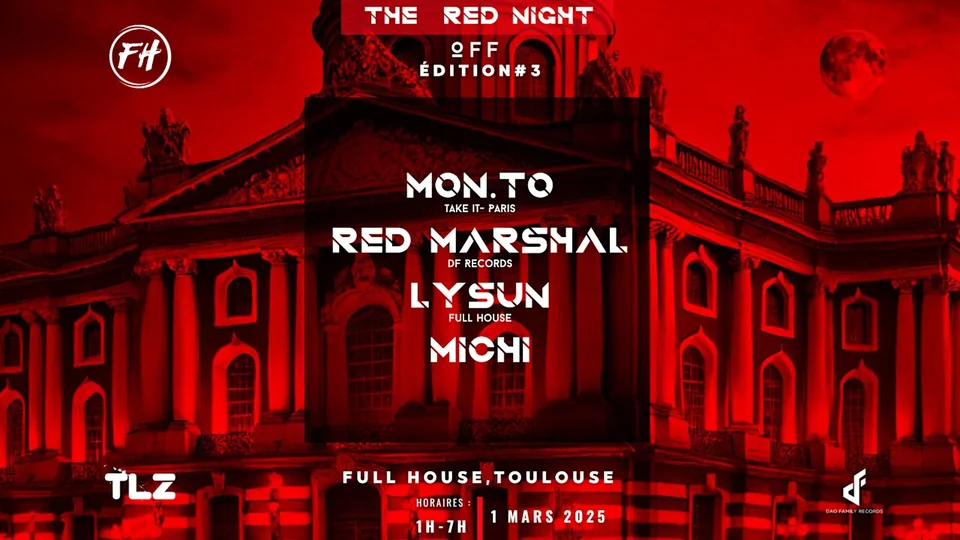 THE RED NIGHT
FH
OFF
ÉDITION#3
MON.TO
TAKE IT- PARIS
RED MARSHAL
DF RECORDS
LYSUN
FULL HOUSE
MICHI
FULL HOUSE,TOULOUSE
TLZ
HORAIRES :
1H-7H
1 MARS 2025
DAO FAMILY RECORDS